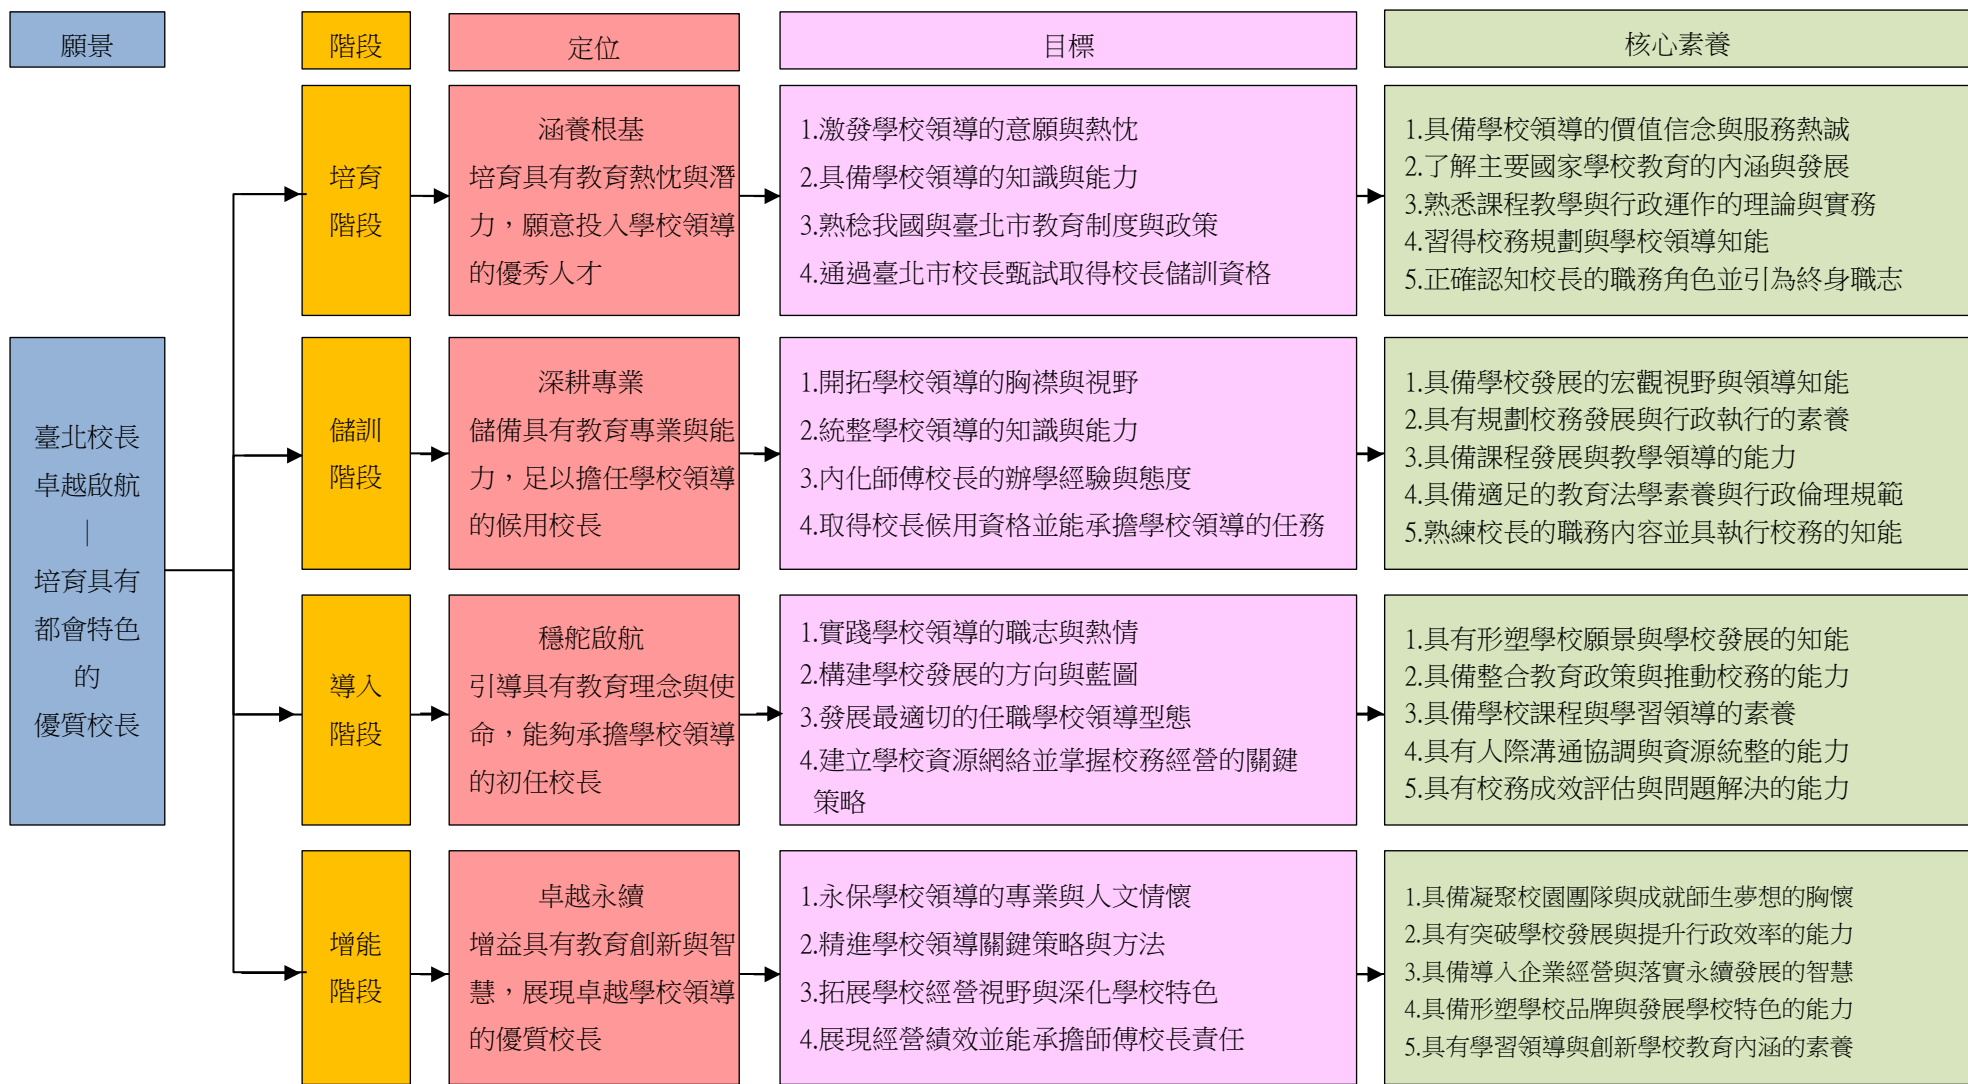 願景
階段
定位
目標
核心素養
臺北校長
卓越啟航
｜
培育具有
都會特色
的
優質校長
培育
階段
涵養根基
培育具有教育熱忱與潛
力，願意投入學校領導
的優秀人才
1.激發學校領導的意願與熱忱
2.具備學校領導的知識與能力
3.熟稔我國與臺北市教育制度與政策
4.通過臺北市校長甄試取得校長儲訓資格
1.具備學校領導的價值信念與服務熱誠
2.了解主要國家學校教育的內涵與發展
3.熟悉課程教學與行政運作的理論與實務
4.習得校務規劃與學校領導知能
5.正確認知校長的職務角色並引為終身職志
儲訓
階段
深耕專業
儲備具有教育專業與能
力，足以擔任學校領導
的候用校長
1.開拓學校領導的胸襟與視野
2.統整學校領導的知識與能力
3.內化師傅校長的辦學經驗與態度
4.取得校長候用資格並能承擔學校領導的任務
1.具備學校發展的宏觀視野與領導知能
2.具有規劃校務發展與行政執行的素養
3.具備課程發展與教學領導的能力
4.具備適足的教育法學素養與行政倫理規範
5.熟練校長的職務內容並具執行校務的知能
導入
階段
穩舵啟航
引導具有教育理念與使
命，能夠承擔學校領導
的初任校長
1.實踐學校領導的職志與熱情
2.構建學校發展的方向與藍圖
3.發展最適切的任職學校領導型態
4.建立學校資源網絡並掌握校務經營的關鍵
策略
1.具有形塑學校願景與學校發展的知能
2.具備整合教育政策與推動校務的能力
3.具備學校課程與學習領導的素養
4.具有人際溝通協調與資源統整的能力
5.具有校務成效評估與問題解決的能力
增能
階段
卓越永續
增益具有教育創新與智
慧，展現卓越學校領導
的優質校長
1.永保學校領導的專業與人文情懷
2.精進學校領導關鍵策略與方法
3.拓展學校經營視野與深化學校特色
4.展現經營績效並能承擔師傅校長責任
1.具備凝聚校園團隊與成就師生夢想的胸懷
2.具有突破學校發展與提升行政效率的能力
3.具備導入企業經營與落實永續發展的智慧
4.具備形塑學校品牌與發展學校特色的能力
5.具有學習領導與創新學校教育內涵的素養